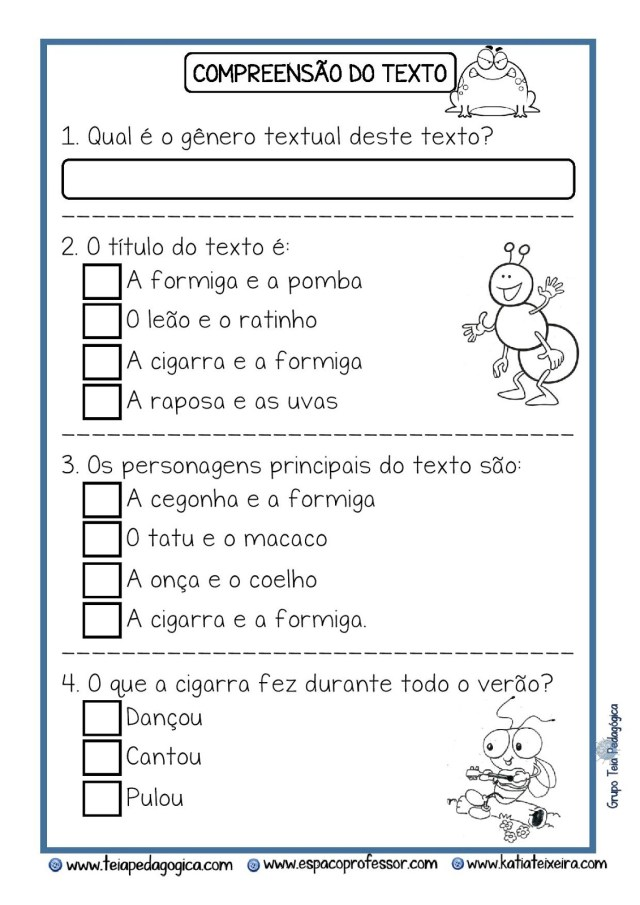 COMPREENSÃO DO TEXTO
1. Qual é o gênero textual deste texto?
2. O título do texto é:
A formiga e a pomba
O leão e o ratinho
A cigarra e a formiga
A raposa e as uvas
3. Os personagens principais do texto são:
A cegonha e a formiga
O tatu e o macaco
A onça e o coelho
A cigarra e a formiga.
4. O que a cigarra fez durante todo o verão?
Dançou
Cantou
Pulou
Grupo Teia Pedagógica
www.teiapedagogica.com www.espacoprofessor.com www.katiateixeira.com